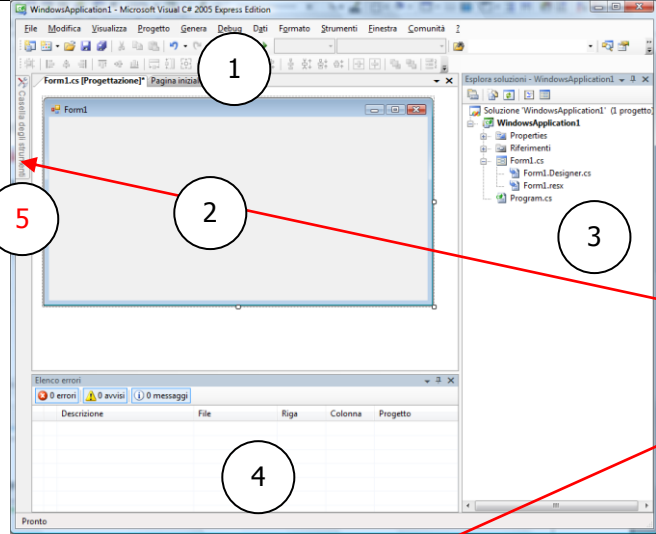 WindowsApplication1 - Microsoft Visual C# 2005 Express Edition
File Modifica Visualizza Progetto Genera Debug Dati Formato Strumenti Finestra Comunità ?
1
Form1.cs [Progettazione]* Pagina inizia
Casella degli strumenti
Form1
2
5
Esplora soluzioni - WindowsApplication1
Soluzione 'WindowsApplication1' (1 progetto)
WindowsApplication1
Properties
Riferimenti
Form1.cs
Form1.Designer.cs
Form1.resx
Program.cs
3
Elenco errori
0 errori 0 avvisi 0 messaggi
Descrizione File Riga Colonna Progetto
4
Pronto